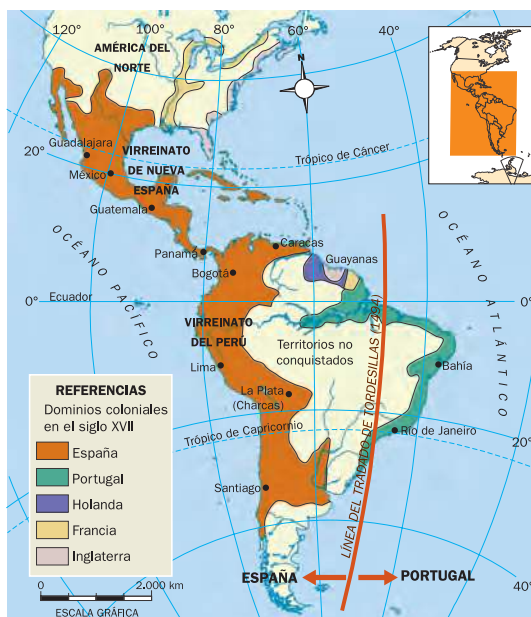 120°
100°
80°
60°
40°
20°
0°
AMÉRICA DEL
NORTE
N
Trópico de Cáncer
20°
Guadalajara
México
VIRREINATO
DE NUEVA
ESPAÑA
Guatemala
Panamá
Caracas
Bogotá
Guayanas
OCÉANO PACÍFICO
OCÉANO ATLÁNTICO
0°
Ecuador
0°
VIRREINATO
DEL PERÚ
Territorios no
conquistados
Lima
La Plata
(Charcas)
Bahía
Trópico de Capricornio
Río de Janeiro
20°
Santiago
LÍNEA DEL TRADADO DE TORDESILLAS (1494)
ESPAÑA
PORTUGAL
40°
REFERENCIAS
Dominios coloniales
en el siglo XVII
España
Portugal
Holanda
Francia
Inglaterra
0
2.000 km
ESCALA GRÁFICA